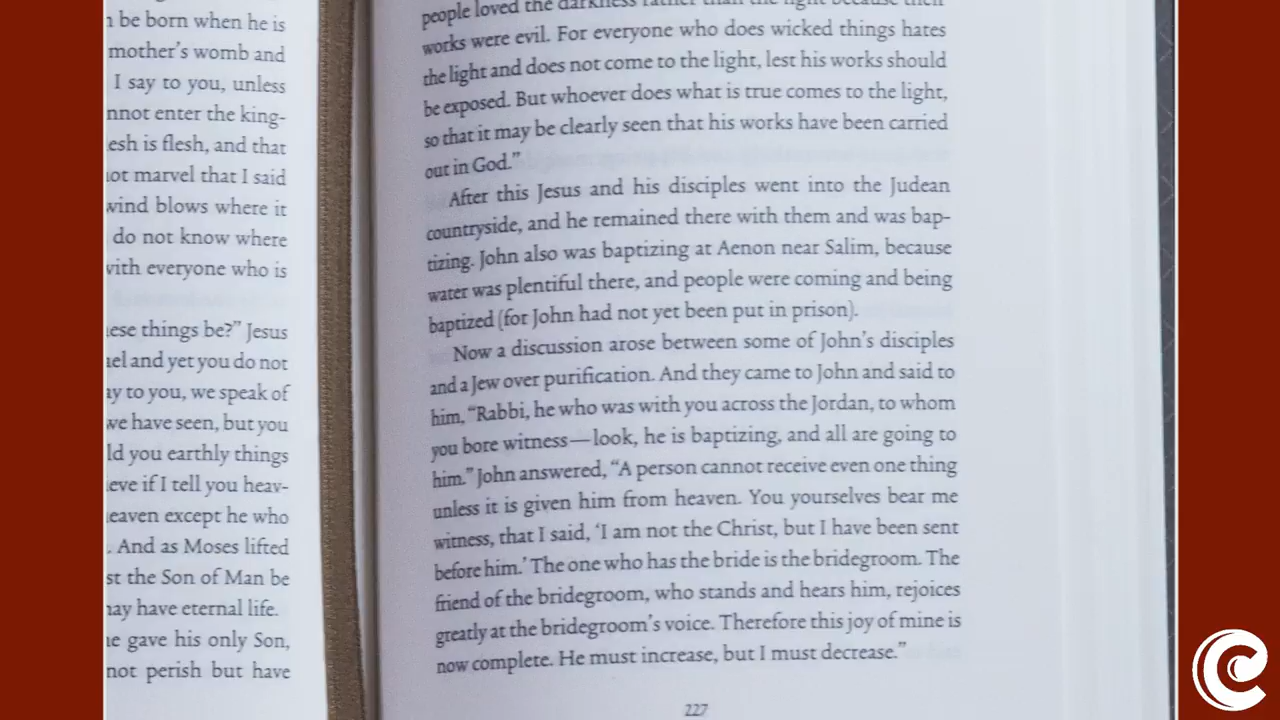 be born when he is
mother's womb and
I say to you, unless
enter the king-
is flesh, and that
marvel that I said
wind blows where it
do not know where
with everyone who is
things be?" Jesus
and yet you do not
to you, we speak of
we have seen, but you
you earthly things
if I tell you heav-
except he who
. And as Moses lifted
the Son of Man be
may have eternal life.
gave his only Son,
not perish but have
people loved the darkness rather than the light because their
works were evil. For everyone who does wicked things hates
the light and does not come to the light, lest his works should
be exposed. But whoever does what is true comes to the light,
so that it may be clearly seen that his works have been carried
out in God."
After this Jesus and his disciples went into the Judean
countryside, and he remained there with them and was bap-
tizing. John also was baptizing at Aenon near Salim, because
water was plentiful there, and people were coming and being
baptized (for John had not yet been put in prison).
Now a discussion arose between some of John's disciples
and a Jew over purification. And they came to John and said to
him, "Rabbi, he who was with you across the Jordan, to whom
you bore witness—look, he is baptizing, and all are going to
him." John answered, "A person cannot receive even one thing
unless it is given him from heaven. You yourselves bear me
witness, that I said, 'I am not the Christ, but I have been sent
before him.' The one who has the bride is the bridegroom. The
friend of the bridegroom, who stands and hears him, rejoices
greatly at the bridegroom's voice. Therefore this joy of mine is
now complete. He must increase, but I must decrease."
227